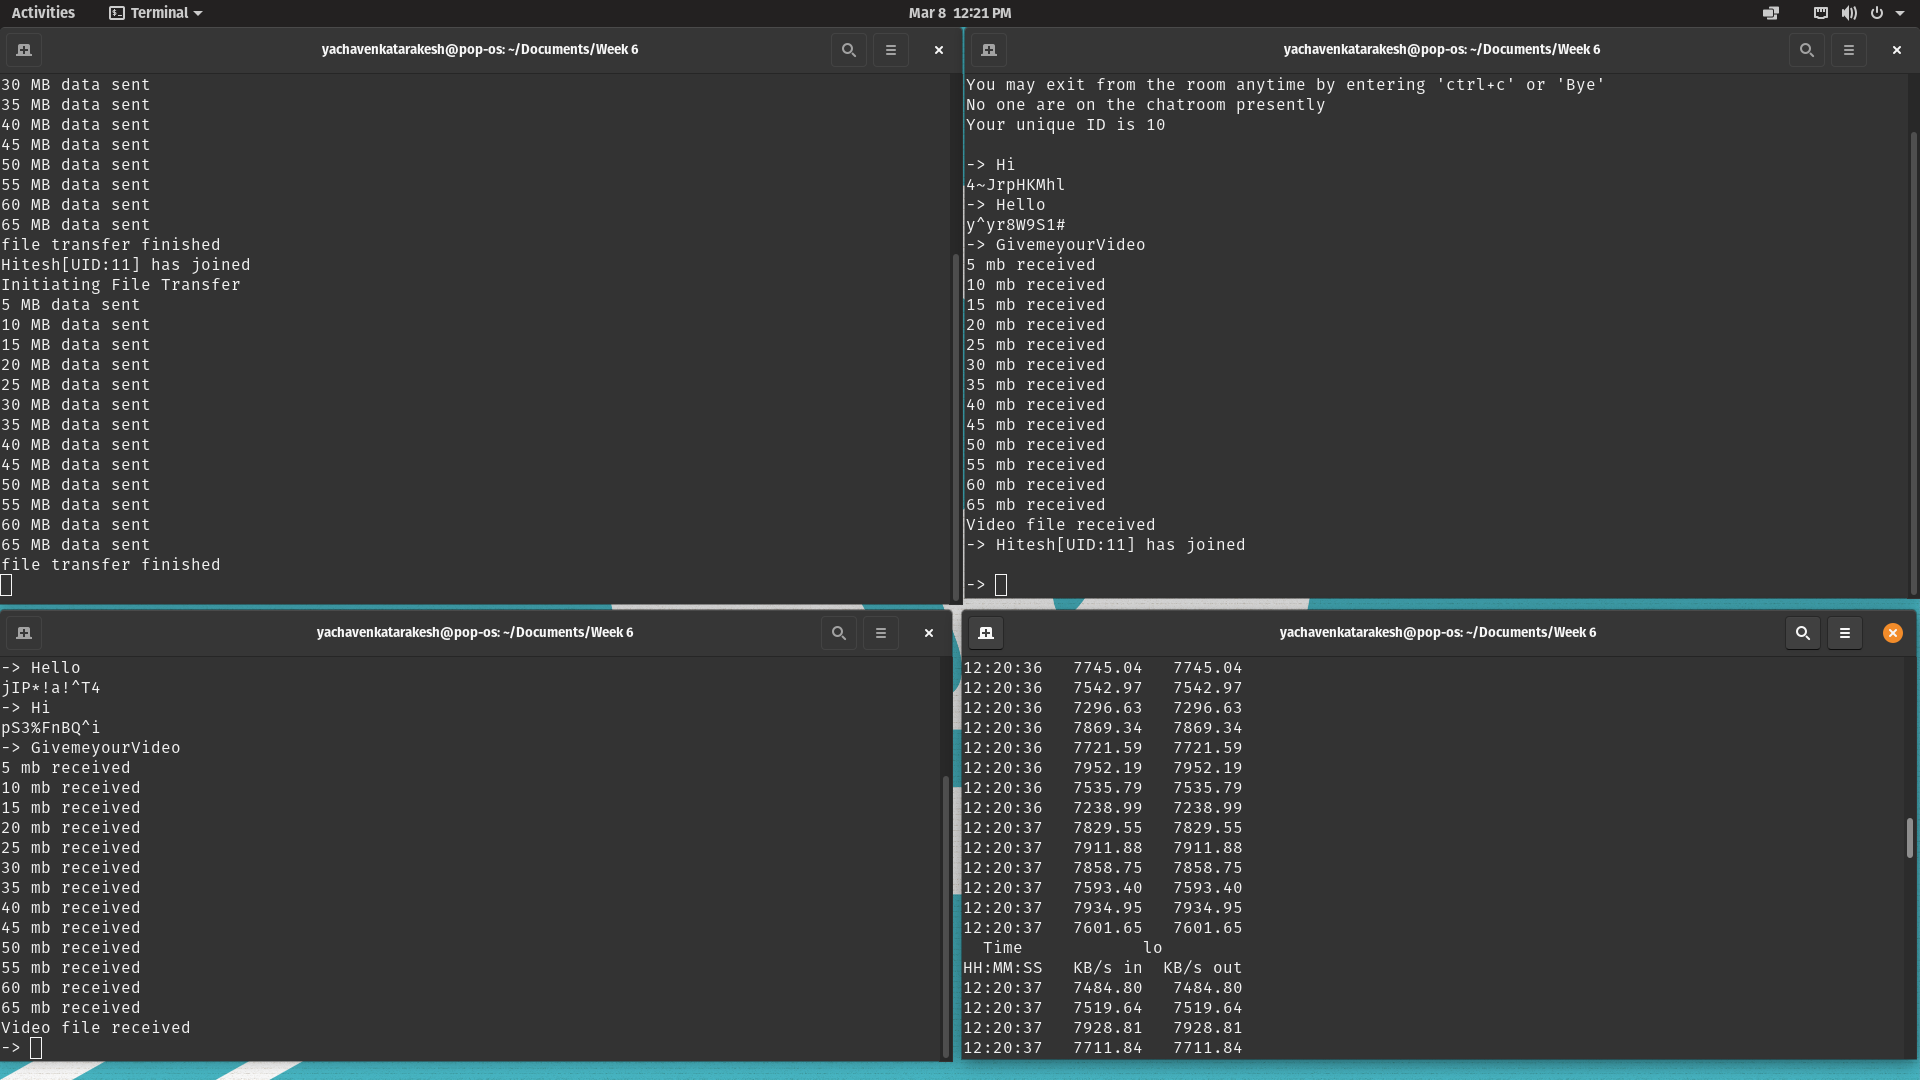 Activities Terminal Mar 8 12:21 PM
yachavenkatarakesh@pop-os: ~/Documents/Week 6
30 MB data sent
35 MB data sent
40 MB data sent
45 MB data sent
50 MB data sent
55 MB data sent
60 MB data sent
65 MB data sent
file transfer finished
Hitesh[UID:11] has joined
Initiating File Transfer
5 MB data sent
10 MB data sent
15 MB data sent
20 MB data sent
25 MB data sent
30 MB data sent
35 MB data sent
40 MB data sent
45 MB data sent
50 MB data sent
55 MB data sent
60 MB data sent
65 MB data sent
file transfer finished
yachavenkatarakesh@pop-os: ~/Documents/Week 6
You may exit from the room anytime by entering 'ctrl+c' or 'Bye'
No one are on the chatroom presently
Your unique ID is 10
-> Hi
4~JrpHKMhl
-> Hello
y^yr8W9S1#
-> GivemeyourVideo
5 mb received
10 mb received
15 mb received
20 mb received
25 mb received
30 mb received
35 mb received
40 mb received
45 mb received
50 mb received
55 mb received
60 mb received
65 mb received
Video file received
-> Hitesh[UID:11] has joined
->
yachavenkatarakesh@pop-os: ~/Documents/Week 6
-> Hello
jIP*!a!^T4
-> Hi
pS3%FnBQ^i
-> GivemeyourVideo
5 mb received
10 mb received
15 mb received
20 mb received
25 mb received
30 mb received
35 mb received
40 mb received
45 mb received
50 mb received
55 mb received
60 mb received
65 mb received
Video file received
->
yachavenkatarakesh@pop-os: ~/Documents/Week 6
12:20:36 7745.04 7745.04
12:20:36 7542.97 7542.97
12:20:36 7296.63 7296.63
12:20:36 7869.34 7869.34
12:20:36 7721.59 7721.59
12:20:36 7952.19 7952.19
12:20:36 7535.79 7535.79
12:20:36 7238.99 7238.99
12:20:37 7829.55 7829.55
12:20:37 7911.88 7911.88
12:20:37 7858.75 7858.75
12:20:37 7593.40 7593.40
12:20:37 7934.95 7934.95
12:20:37 7601.65 7601.65
Time lo
HH:MM:SS KB/s in KB/s out
12:20:37 7484.80 7484.80
12:20:37 7519.64 7519.64
12:20:37 7928.81 7928.81
12:20:37 7711.84 7711.84